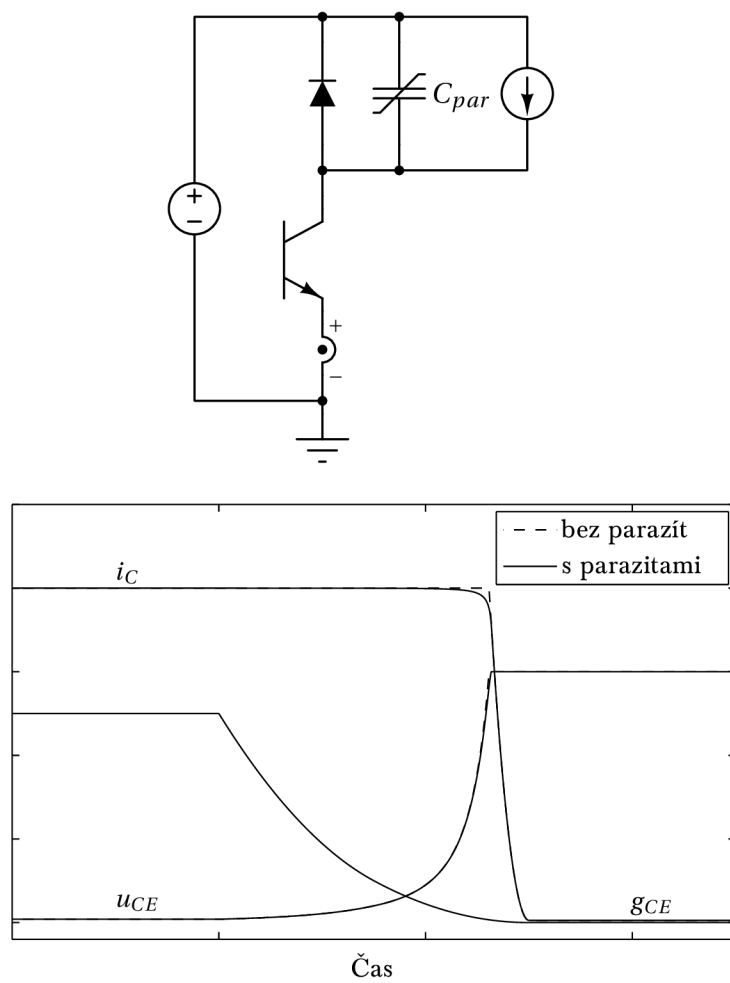 C_par
+
−
+
−
bez parazít
s parazitami
i_C
u_CE
g_CE
Čas